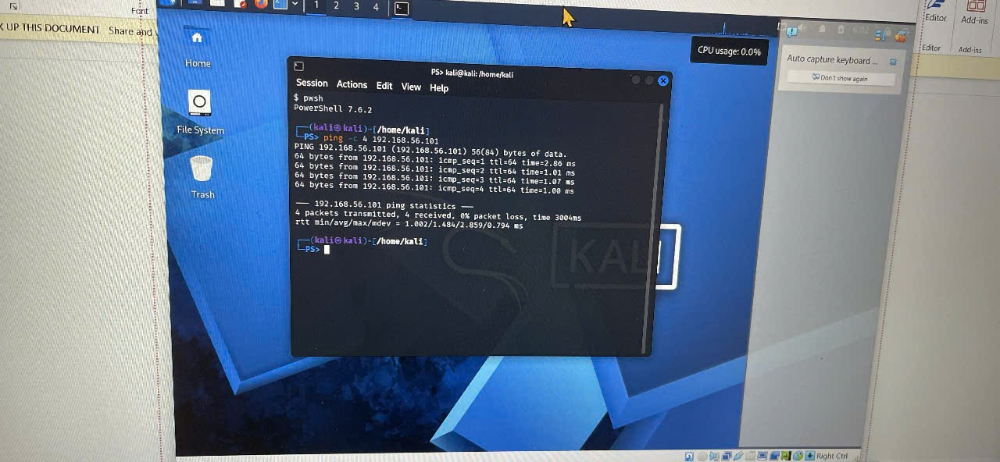 Font
Editor
Add-ins
K UP THIS DOCUMENT Share and
Editor
Add-ins
1 2 3 4
6:02
CPU usage: 0.0%
Auto capture keyboard ...
Don't show again
Home
File System
Trash
PS> kali@kali: /home/kali
Session Actions Edit View Help
$ pwsh
PowerShell 7.6.2
┌──(kali㉿kali)-[/home/kali]
└─PS> ping -c 4 192.168.56.101
PING 192.168.56.101 (192.168.56.101) 56(84) bytes of data.
64 bytes from 192.168.56.101: icmp_seq=1 ttl=64 time=2.86 ms
64 bytes from 192.168.56.101: icmp_seq=2 ttl=64 time=1.01 ms
64 bytes from 192.168.56.101: icmp_seq=3 ttl=64 time=1.07 ms
64 bytes from 192.168.56.101: icmp_seq=4 ttl=64 time=1.00 ms
─── 192.168.56.101 ping statistics ───
4 packets transmitted, 4 received, 0% packet loss, time 3004ms
rtt min/avg/max/mdev = 1.002/1.484/2.859/0.794 ms
┌──(kali㉿kali)-[/home/kali]
└─PS>
KALI
Right Ctrl